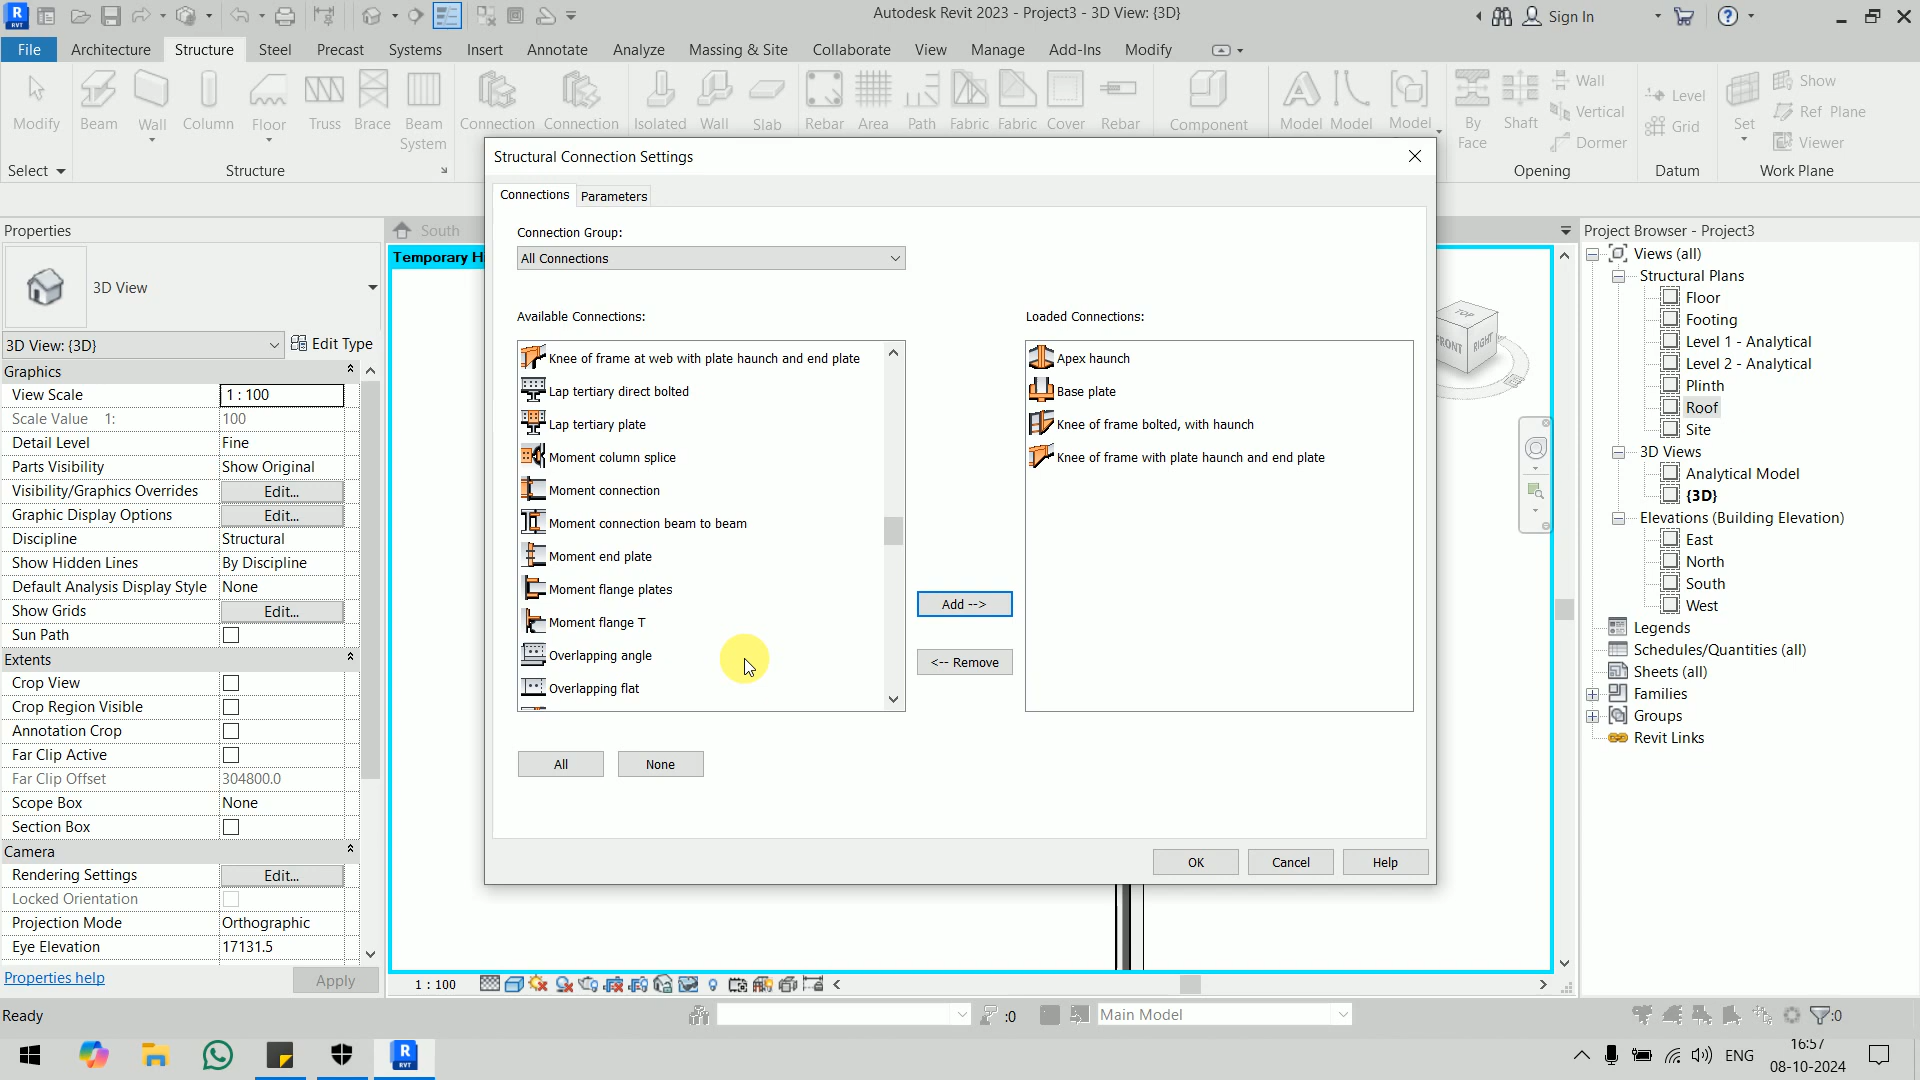 Autodesk Revit 2023 - Project3 - 3D View: {3D}
Sign In
File Architecture Structure Steel Precast Systems Insert Annotate Analyze Massing & Site Collaborate View Manage Add-Ins Modify
Modify Beam Wall Column Floor Truss Brace Beam System Connection Connection Isolated Wall Slab Rebar Area Path Fabric Fabric Cover Rebar Component Model Model Model By Face Shaft Wall Vertical Dormer Level Grid Set Show Ref Plane Viewer
Select Structure Opening Datum Work Plane
Properties
3D View
3D View: {3D} Edit Type
Graphics
View Scale 1 : 100
Scale Value 1: 100
Detail Level Fine
Parts Visibility Show Original
Visibility/Graphics Overrides Edit...
Graphic Display Options Edit...
Discipline Structural
Show Hidden Lines By Discipline
Default Analysis Display Style None
Show Grids Edit...
Sun Path
Extents
Crop View
Crop Region Visible
Annotation Crop
Far Clip Active
Far Clip Offset 304800.0
Scope Box None
Section Box
Camera
Rendering Settings Edit...
Locked Orientation
Projection Mode Orthographic
Eye Elevation 17131.5
Properties help Apply
South
Temporary H
Structural Connection Settings
Connections Parameters
Connection Group:
All Connections
Available Connections:
Knee of frame at web with plate haunch and end plate
Lap tertiary direct bolted
Lap tertiary plate
Moment column splice
Moment connection
Moment connection beam to beam
Moment end plate
Moment flange plates
Moment flange T
Overlapping angle
Overlapping flat
Add -->
<-- Remove
Loaded Connections:
Apex haunch
Base plate
Knee of frame bolted, with haunch
Knee of frame with plate haunch and end plate
All None
OK Cancel Help
TOP
FRONT RIGHT
Project Browser - Project3
Views (all)
Structural Plans
Floor
Footing
Level 1 - Analytical
Level 2 - Analytical
Plinth
Roof
Site
3D Views
Analytical Model
{3D}
Elevations (Building Elevation)
East
North
South
West
Legends
Schedules/Quantities (all)
Sheets (all)
Families
Groups
Revit Links
1 : 100
Ready :0 Main Model :0
ENG
16:57
08-10-2024